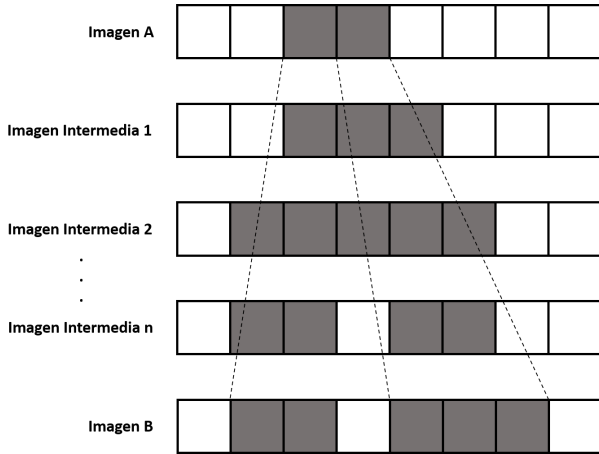 Imagen A
Imagen Intermedia 1
Imagen Intermedia 2
.
.
.
Imagen Intermedia n
Imagen B